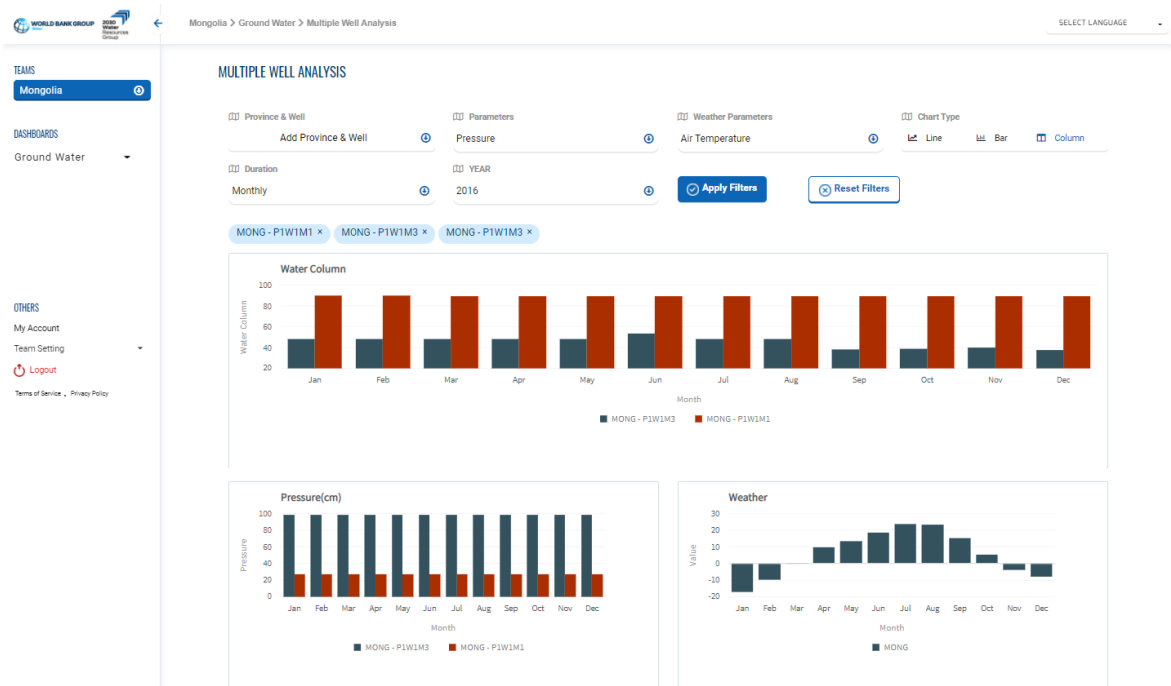 WORLD BANK GROUP
Water
2030
Water
Resources
Group
Mongolia > Ground Water > Multiple Well Analysis
SELECT LANGUAGE
TEAMS
Mongolia
DASHBOARDS
Ground Water
OTHERS
My Account
Team Setting
Logout
Terms of Service , Privacy Policy
MULTIPLE WELL ANALYSIS
Province & Well
Parameters
Weather Parameters
Chart Type
Add Province & Well
Pressure
Air Temperature
Line
Bar
Column
Duration
YEAR
Monthly
2016
Apply Filters
Reset Filters
MONG - P1W1M1 × MONG - P1W1M3 × MONG - P1W1M3 ×
Water Column
Water Column
100
80
60
40
20
Jan Feb Mar Apr May Jun Jul Aug Sep Oct Nov Dec
Month
MONG - P1W1M3 MONG - P1W1M1
Pressure(cm)
Pressure
100
80
60
40
20
0
Jan Feb Mar Apr May Jun Jul Aug Sep Oct Nov Dec
Month
MONG - P1W1M3 MONG - P1W1M1
Weather
Value
30
20
10
0
-10
-20
Jan Feb Mar Apr May Jun Jul Aug Sep Oct Nov Dec
Month
MONG